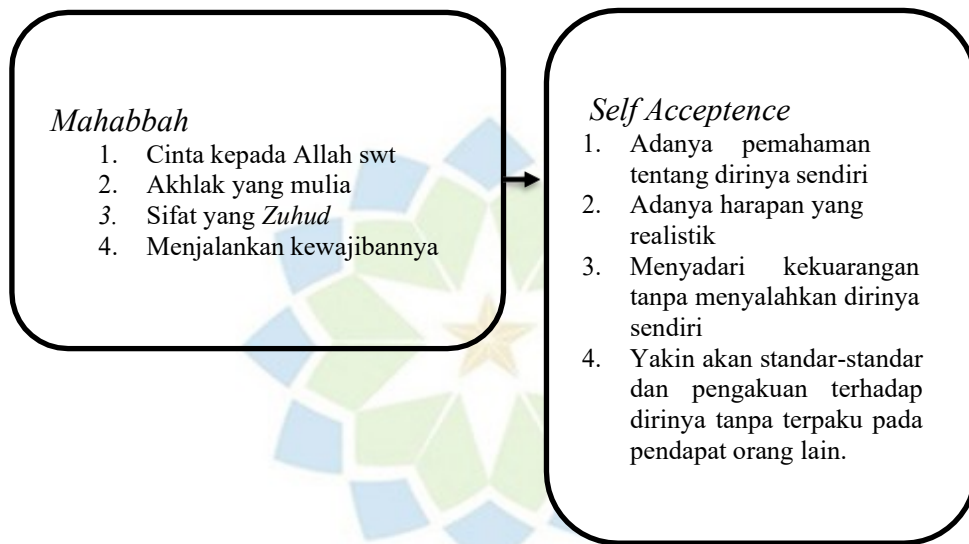 Mahabbah
1. Cinta kepada Allah swt
2. Akhlak yang mulia
3. Sifat yang Zuhud
4. Menjalankan kewajibannya
Self Acceptence
1. Adanya pemahaman
tentang dirinya sendiri
2. Adanya harapan yang
realistik
3. Menyadari kekuarangan
tanpa menyalahkan dirinya
sendiri
4. Yakin akan standar-standar
dan pengakuan terhadap
dirinya tanpa terpaku pada
pendapat orang lain.